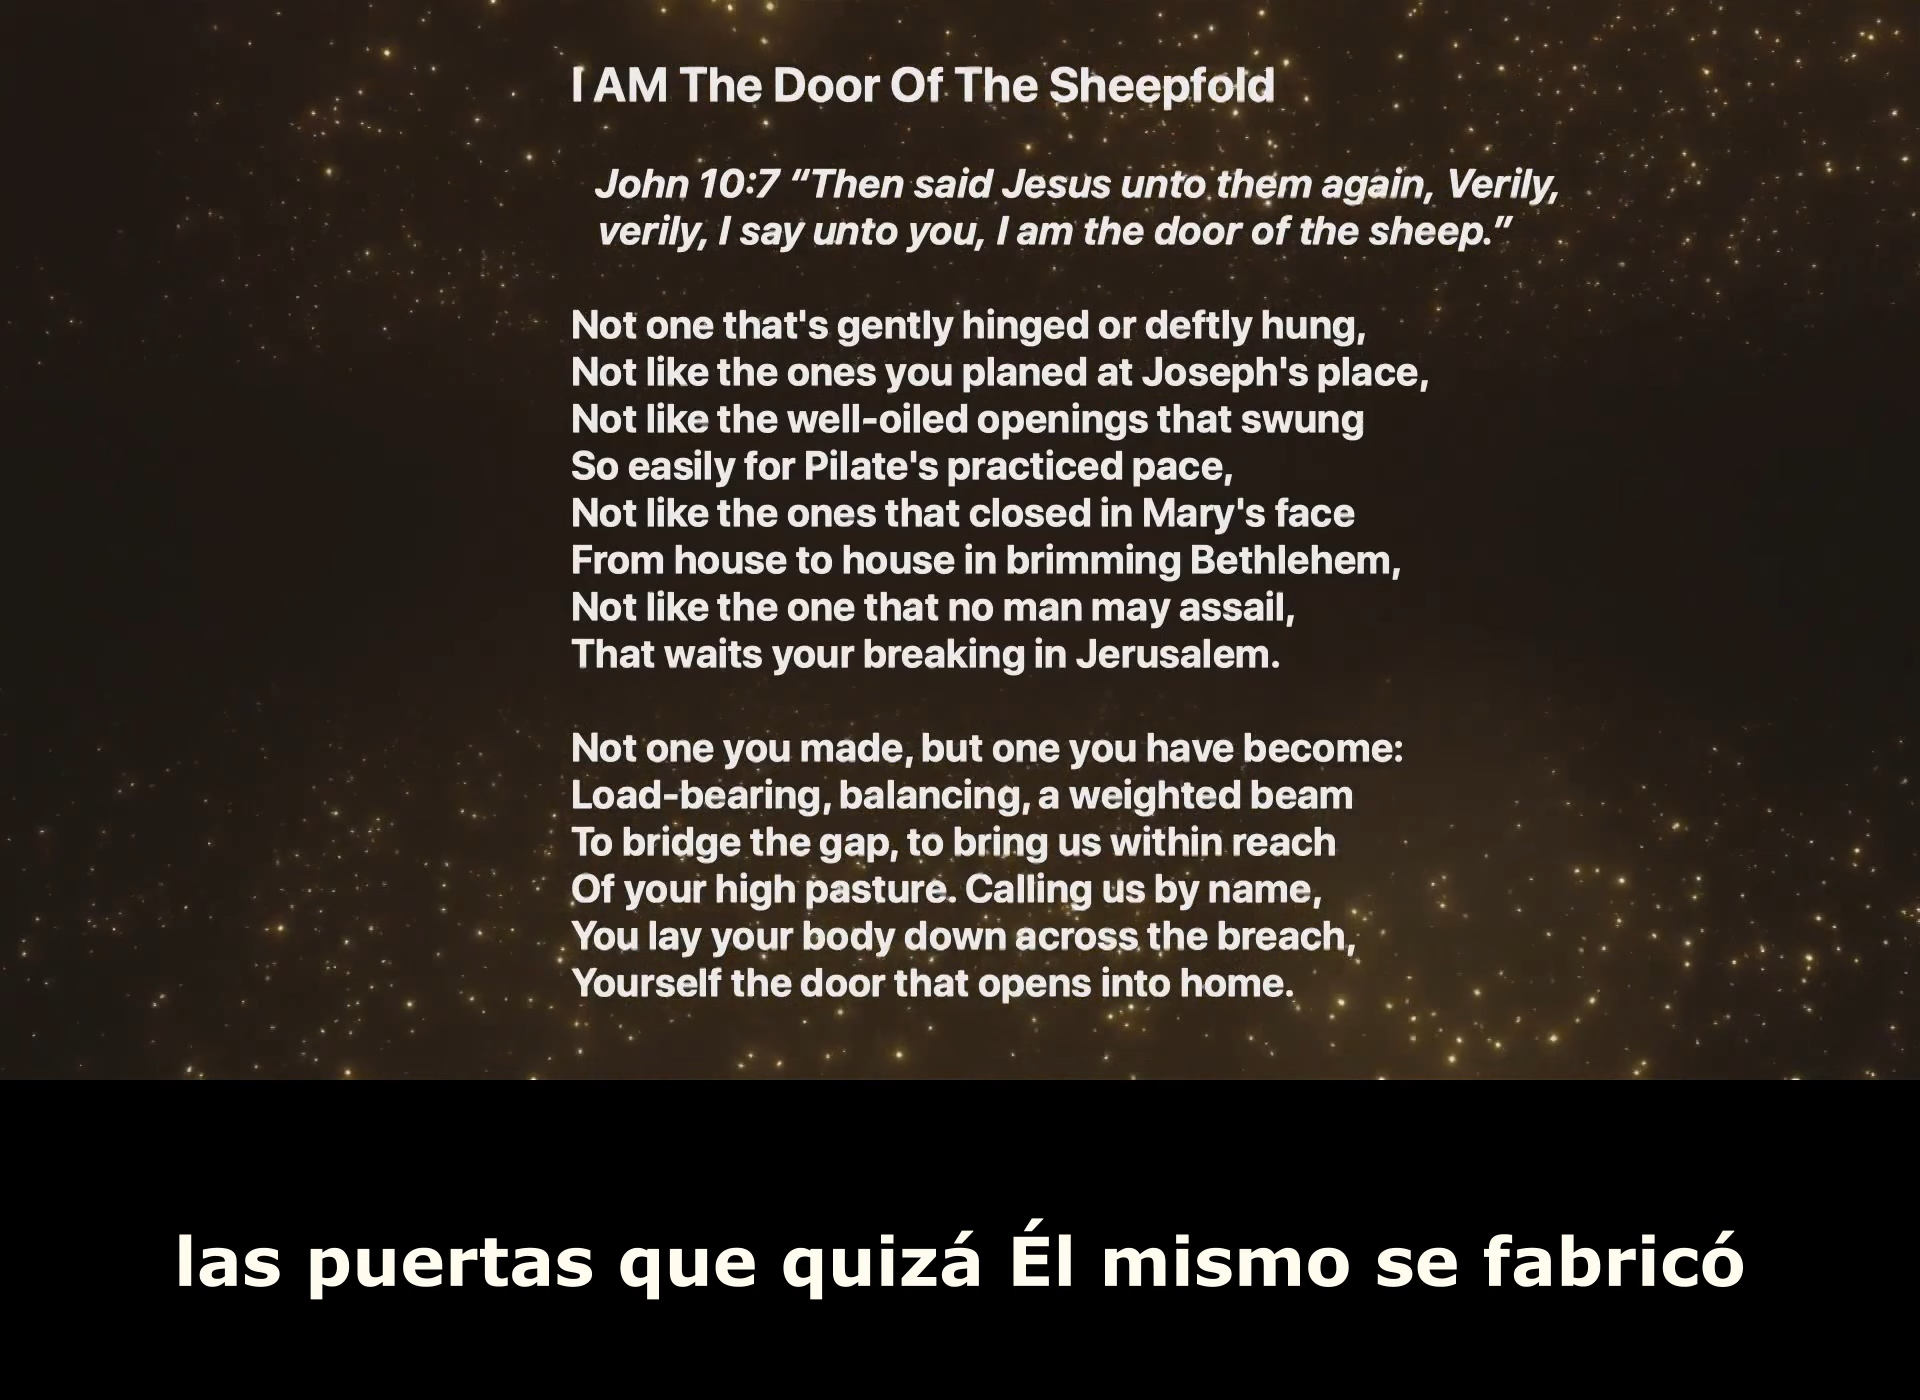 I AM The Door Of The Sheepfold
John 10:7 “Then said Jesus unto them again, Verily,
verily, I say unto you, I am the door of the sheep.”
Not one that's gently hinged or deftly hung,
Not like the ones you planed at Joseph's place,
Not like the well-oiled openings that swung
So easily for Pilate's practiced pace,
Not like the ones that closed in Mary's face
From house to house in brimming Bethlehem,
Not like the one that no man may assail,
That waits your breaking in Jerusalem.
Not one you made, but one you have become:
Load-bearing, balancing, a weighted beam
To bridge the gap, to bring us within reach
Of your high pasture. Calling us by name,
You lay your body down across the breach,
Yourself the door that opens into home.
las puertas que quizá Él mismo se fabricó